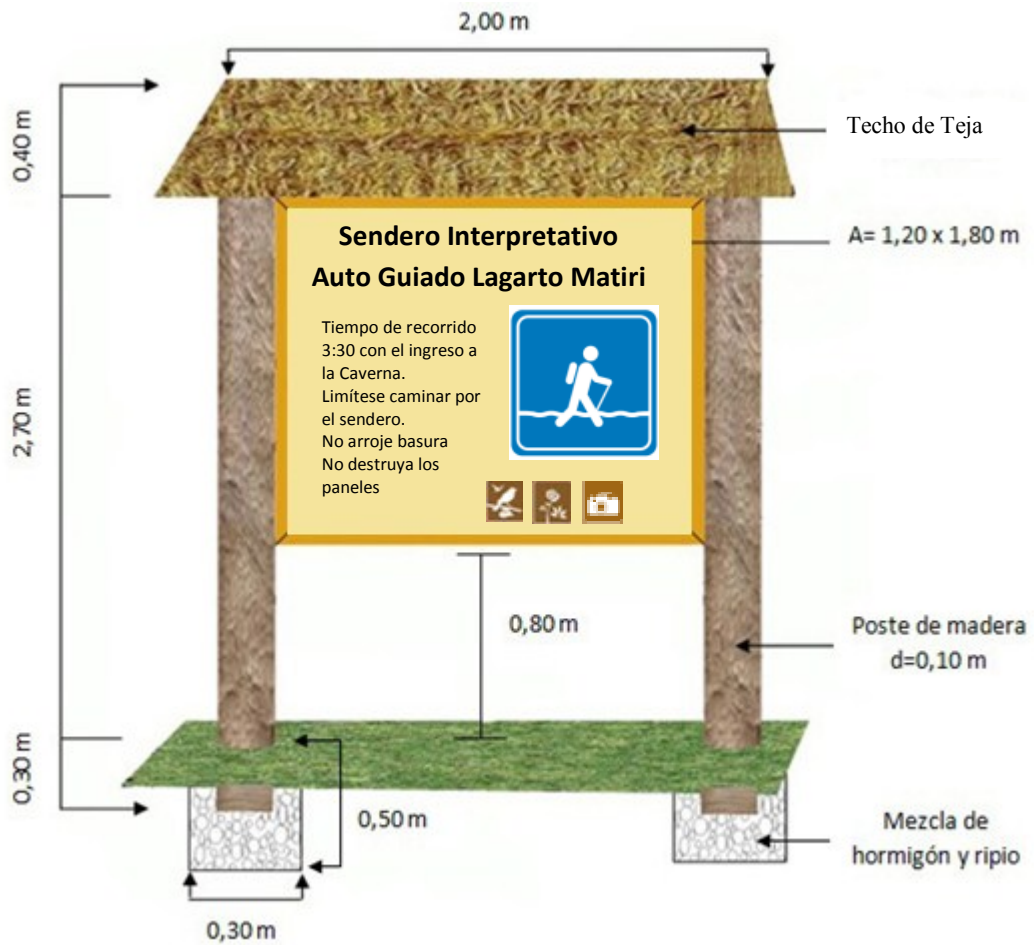 2,00 m
0,40 m
Techo de Teja
Sendero Interpretativo
Auto Guiado Lagarto Matiri
A= 1,20 x 1,80 m
Tiempo de recorrido
3:30 con el ingreso a
la Caverna.
Limítese caminar por
el sendero.
No arroje basura
No destruya los
paneles
2,70 m
0,80 m
Poste de madera
d=0,10 m
0,30 m
0,50 m
Mezcla de
hormigón y ripio
0,30 m